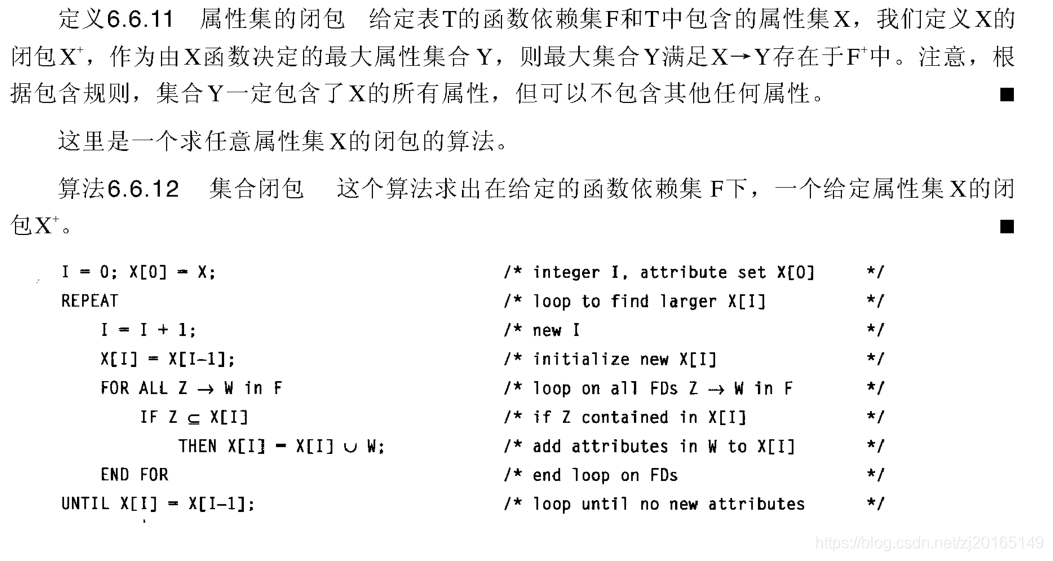 定义6.6.11 属性集的闭包 给定表T的函数依赖集F和T中包含的属性集X，我们定义X的
闭包X⁺，作为由X函数决定的最大属性集合Y，则最大集合Y满足X→Y存在于F⁺中。注意，根
据包含规则，集合Y一定包含了X的所有属性，但可以不包含其他任何属性。 ■
这里是一个求任意属性集X的闭包的算法。
算法6.6.12 集合闭包 这个算法求出在给定的函数依赖集F下，一个给定属性集X的闭
包X⁺。 ■
I = 0; X[0] = X; /* integer I, attribute set X[0] */
REPEAT /* loop to find larger X[I] */
I = I + 1; /* new I */
X[I] = X[I-1]; /* initialize new X[I] */
FOR ALL Z → W in F /* loop on all FDs Z → W in F */
IF Z ⊆ X[I] /* if Z contained in X[I] */
THEN X[I] = X[I] ∪ W; /* add attributes in W to X[I] */
END FOR /* end loop on FDs */
UNTIL X[I] = X[I-1]; /* loop until no new attributes */
https://blog.csdn.net/zj20165149